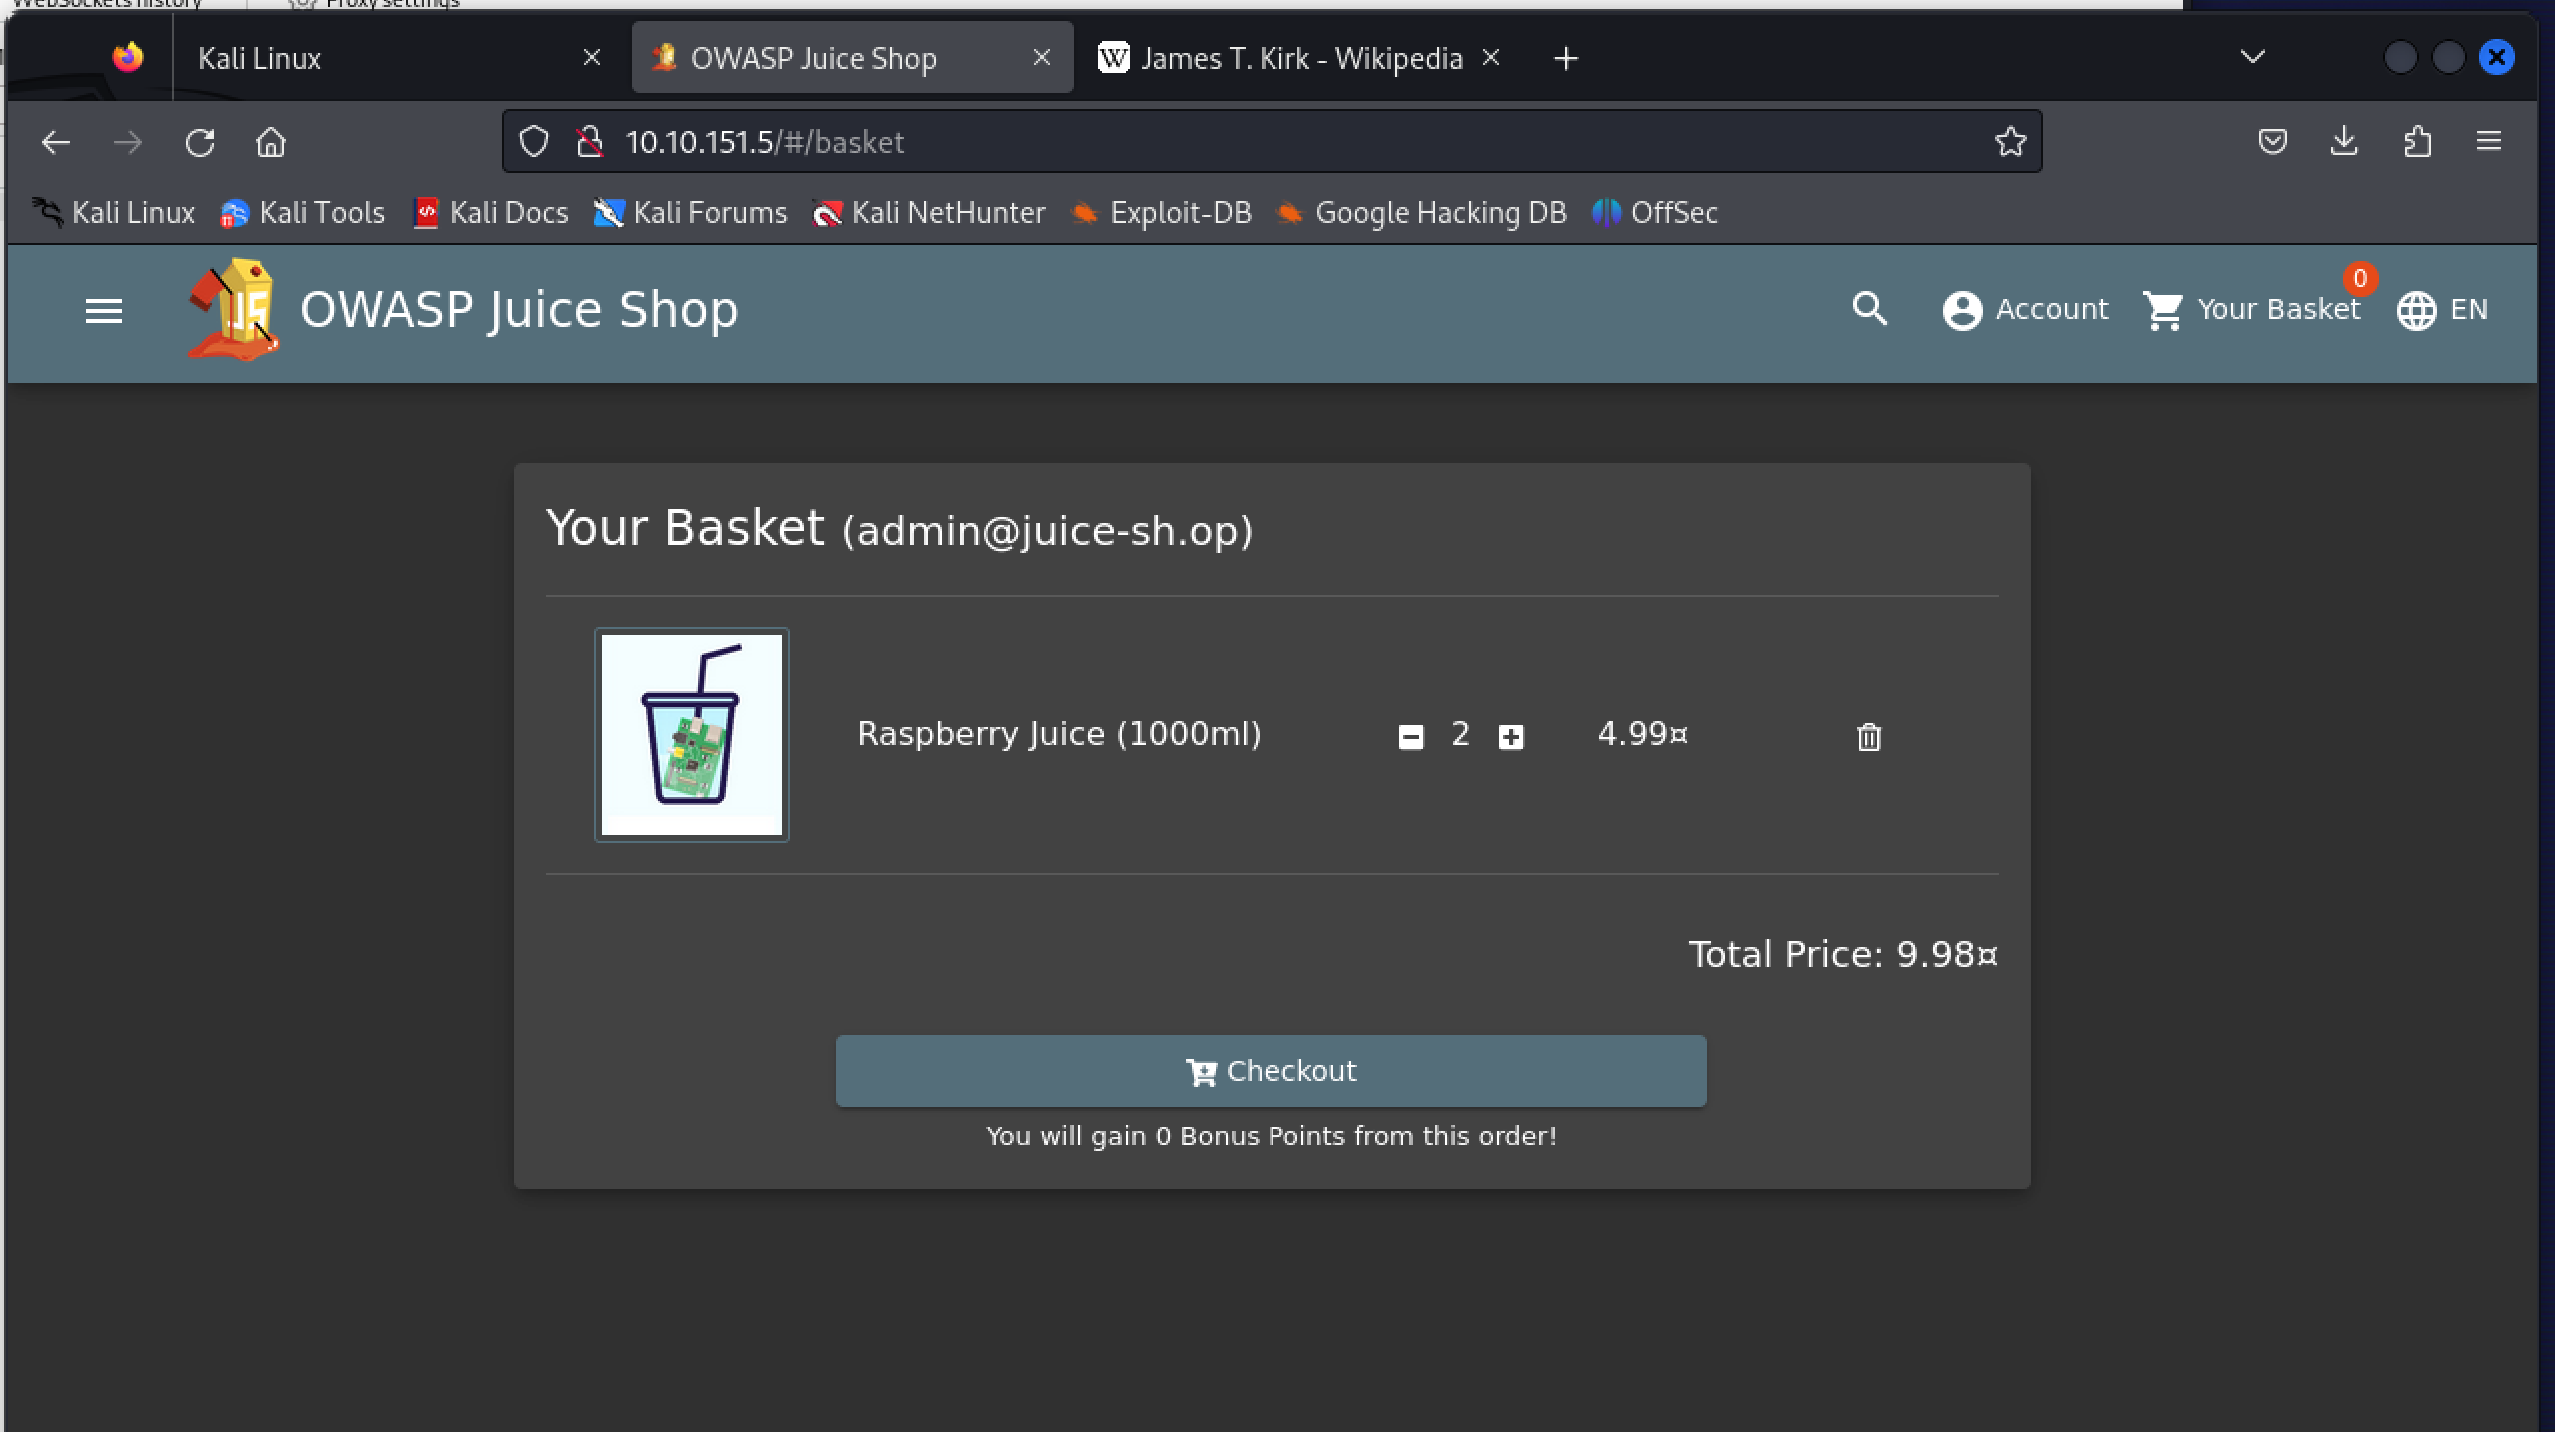 WebSockets history Proxy settings
Kali Linux OWASP Juice Shop W James T. Kirk - Wikipedia
10.10.151.5/#/basket
Kali Linux Kali Tools Kali Docs Kali Forums Kali NetHunter Exploit-DB Google Hacking DB OffSec
JS OWASP Juice Shop Account Your Basket 0 EN
Your Basket (admin@juice-sh.op)
Raspberry Juice (1000ml) 2 4.99¤
Total Price: 9.98¤
Checkout
You will gain 0 Bonus Points from this order!